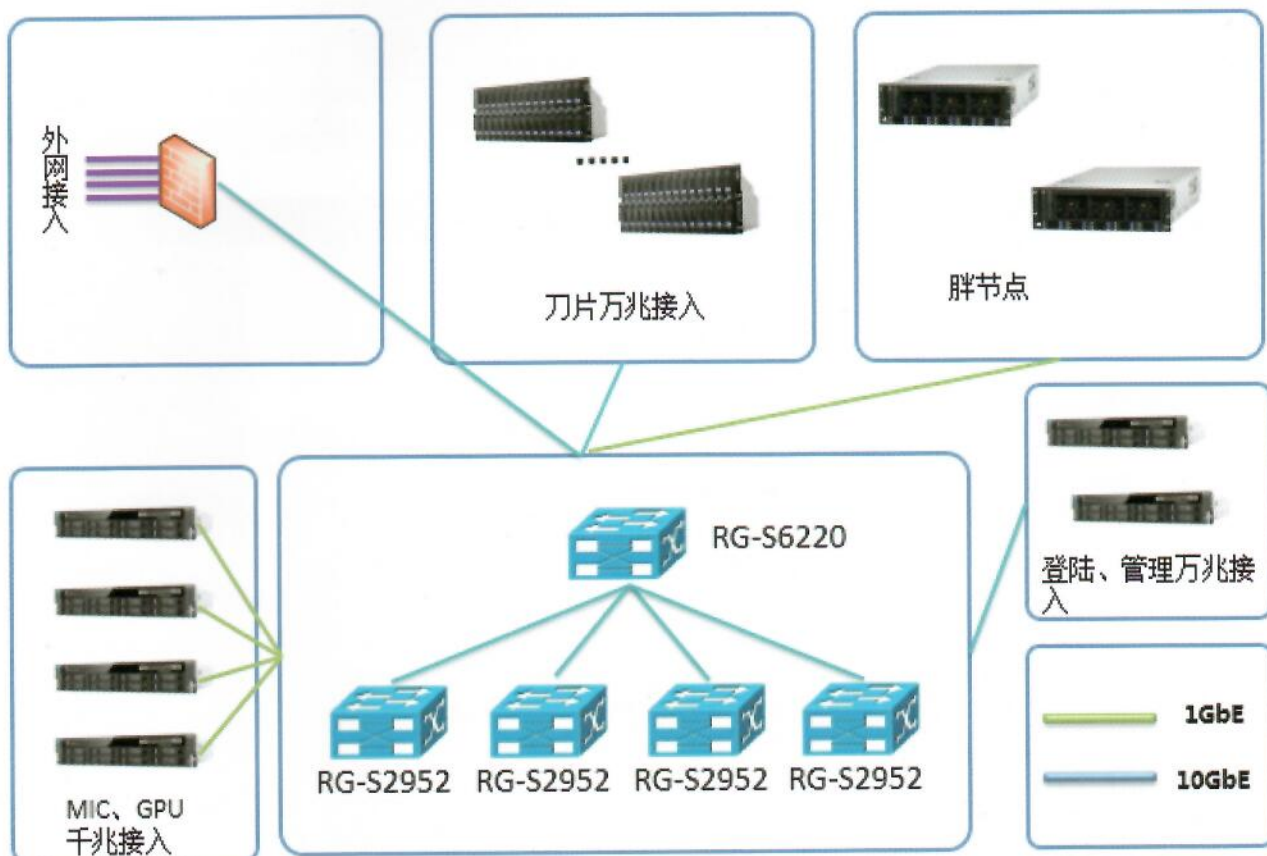 外网接入
刀片万兆接入
胖节点
RG-S6220
登陆、管理万兆接
入
RG-S2952
RG-S2952
RG-S2952
RG-S2952
MIC、GPU
千兆接入
1GbE
10GbE